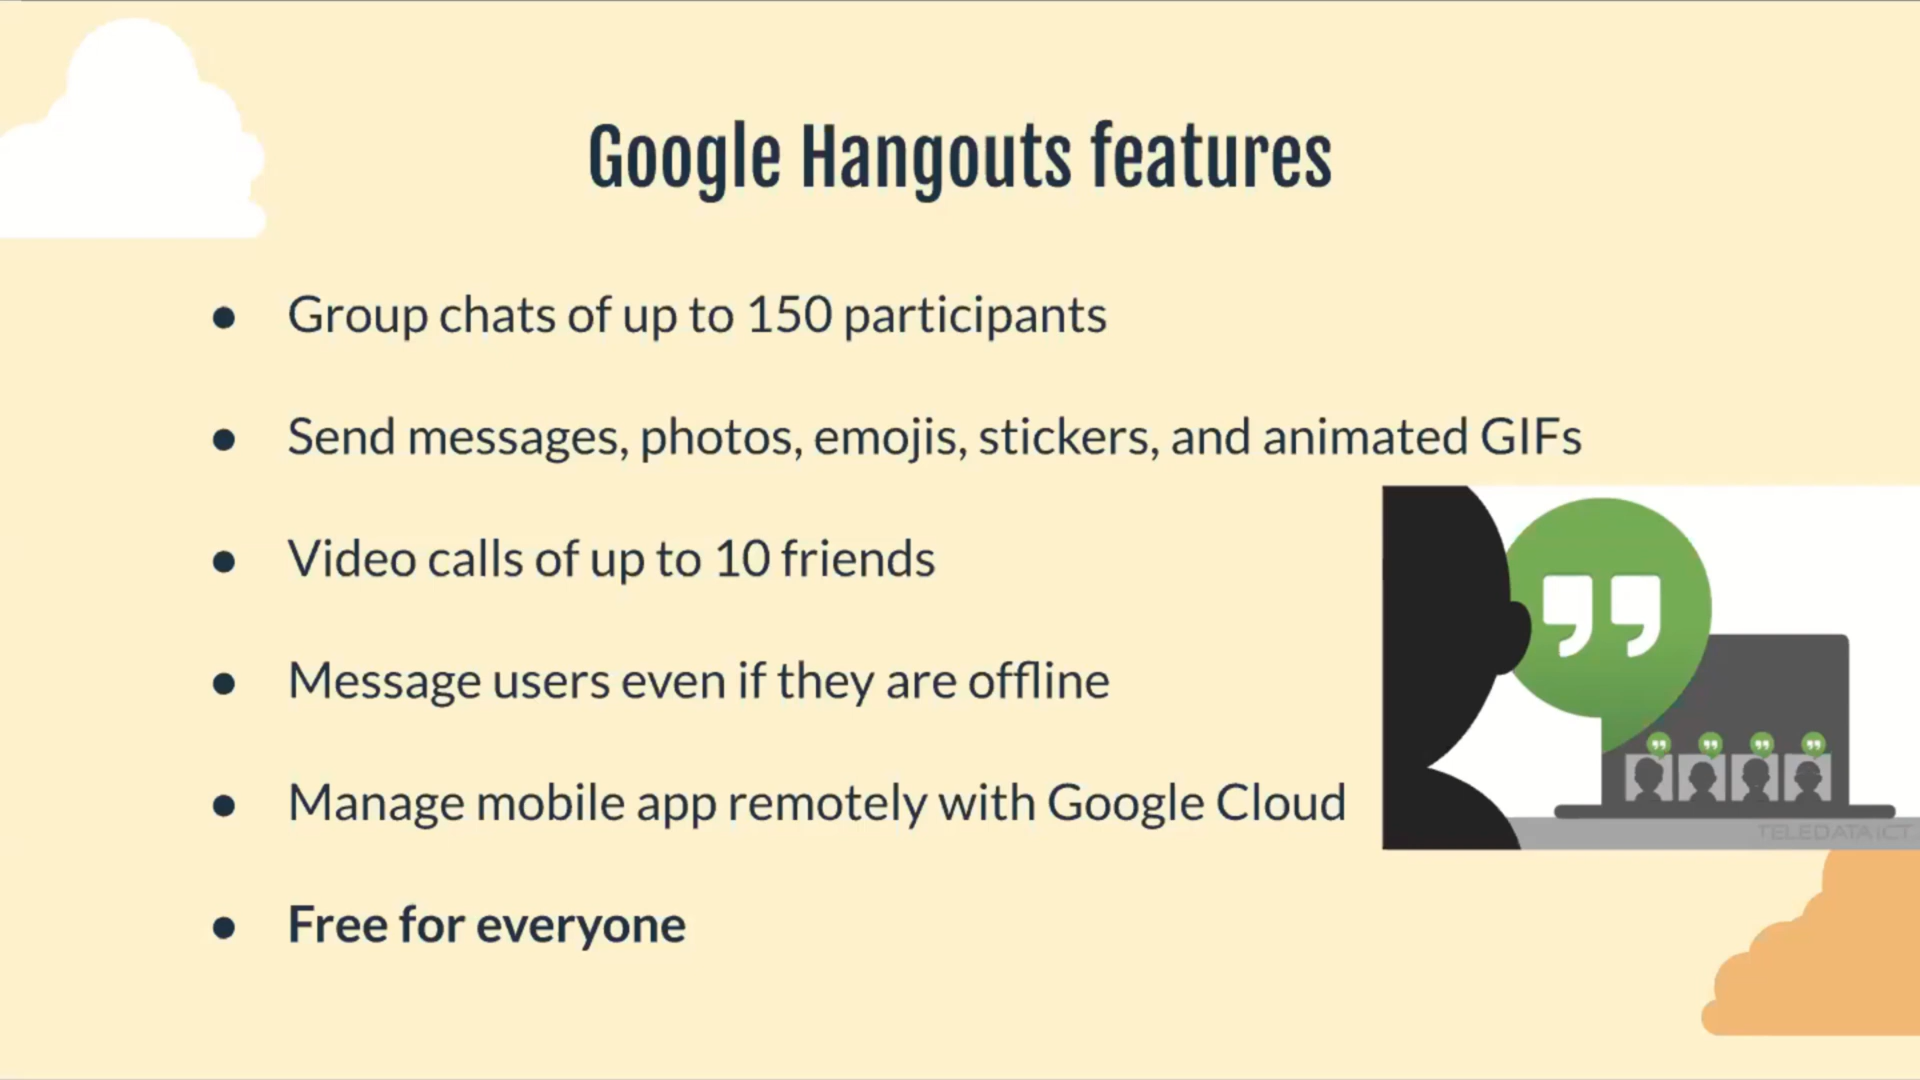 Google Hangouts features
● Group chats of up to 150 participants
● Send messages, photos, emojis, stickers, and animated GIFs
● Video calls of up to 10 friends
● Message users even if they are offline
● Manage mobile app remotely with Google Cloud
● Free for everyone
TELEDATA ICT